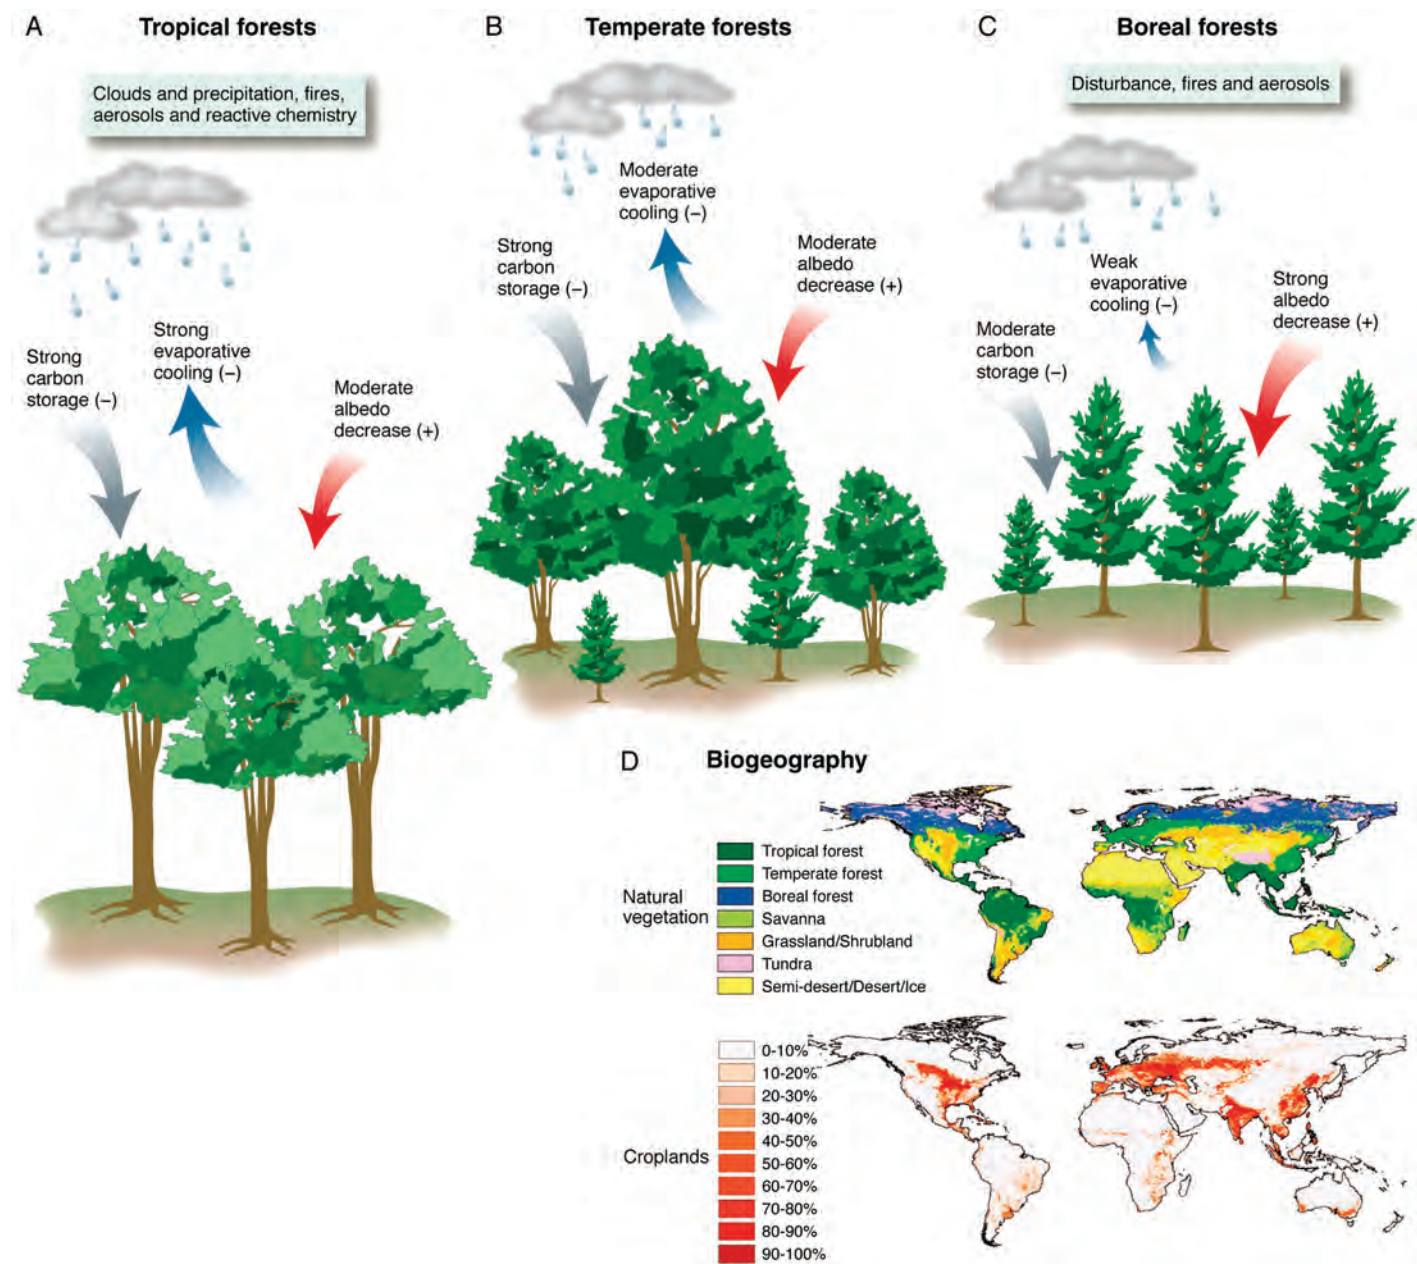 A
Tropical forests
Clouds and precipitation, fires,
aerosols and reactive chemistry
Strong
carbon
storage (−)
Strong
evaporative
cooling (−)
Moderate
albedo
decrease (+)
B
Temperate forests
Strong
carbon
storage (−)
Moderate
evaporative
cooling (−)
Moderate
albedo
decrease (+)
C
Boreal forests
Disturbance, fires and aerosols
Moderate
carbon
storage (−)
Weak
evaporative
cooling (−)
Strong
albedo
decrease (+)
D
Biogeography
Natural
vegetation
Tropical forest
Temperate forest
Boreal forest
Savanna
Grassland/Shrubland
Tundra
Semi-desert/Desert/Ice
Croplands
0-10%
10-20%
20-30%
30-40%
40-50%
50-60%
60-70%
70-80%
80-90%
90-100%